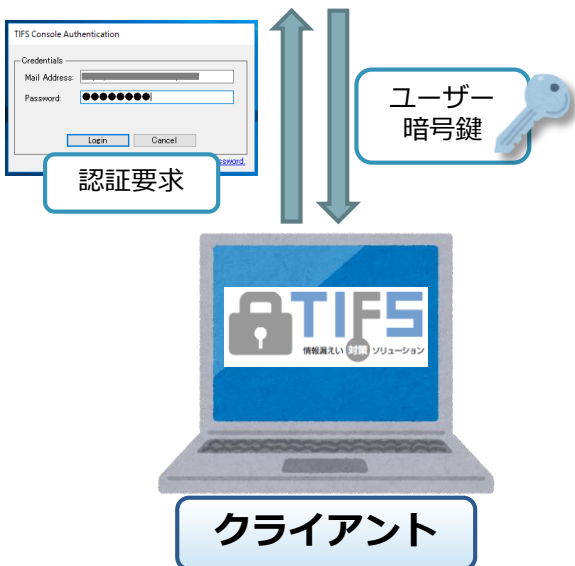 TIFS Console Authentication
Credentials
Mail Address:
Password:
Login
Cancel
ssword.
認証要求
ユーザー
暗号鍵
TIFS
情報漏えい 対策 ソリューション
クライアント